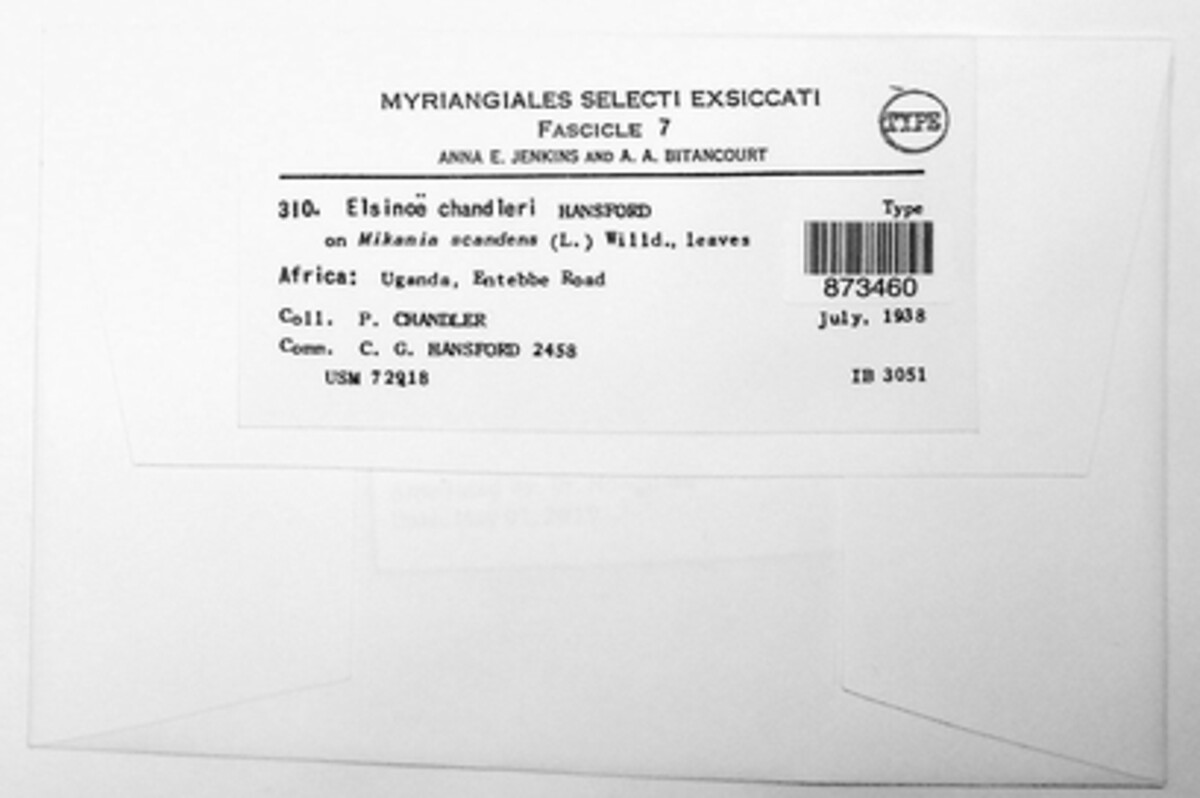 MYRIANGIALES SELECTI EXSICCATI
FASCICLE 7
TYPE
ANNA E. JENKINS AND A. A. BITANCOURT
310. Elsinoë chandleri HANSFORD Type
on Mikania scandens (L.) Willd., leaves
873460
Africa: Uganda, Entebbe Road
Coll. P. CHANDLER July, 1938
Comm. C. G. HANSFORD 2458
USM 72918 IB 3051